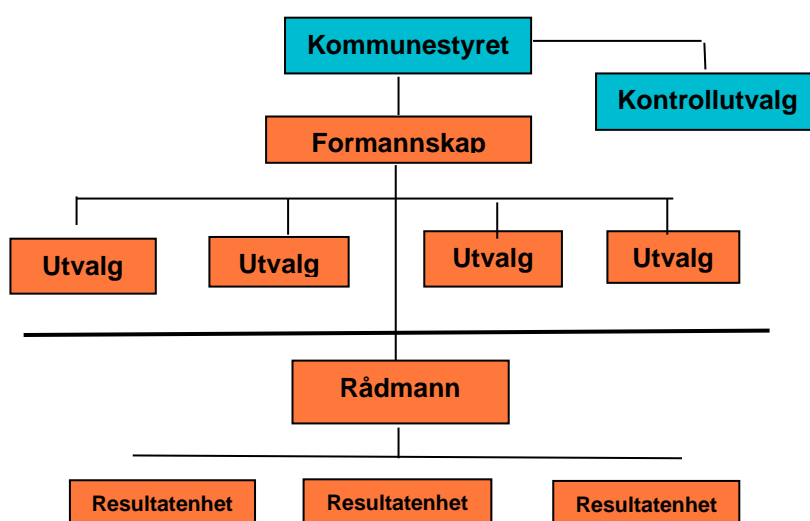 Kommunestyret
Kontrollutvalg
Formannskap
Utvalg
Utvalg
Utvalg
Utvalg
Rådmann
Resultatenhet
Resultatenhet
Resultatenhet